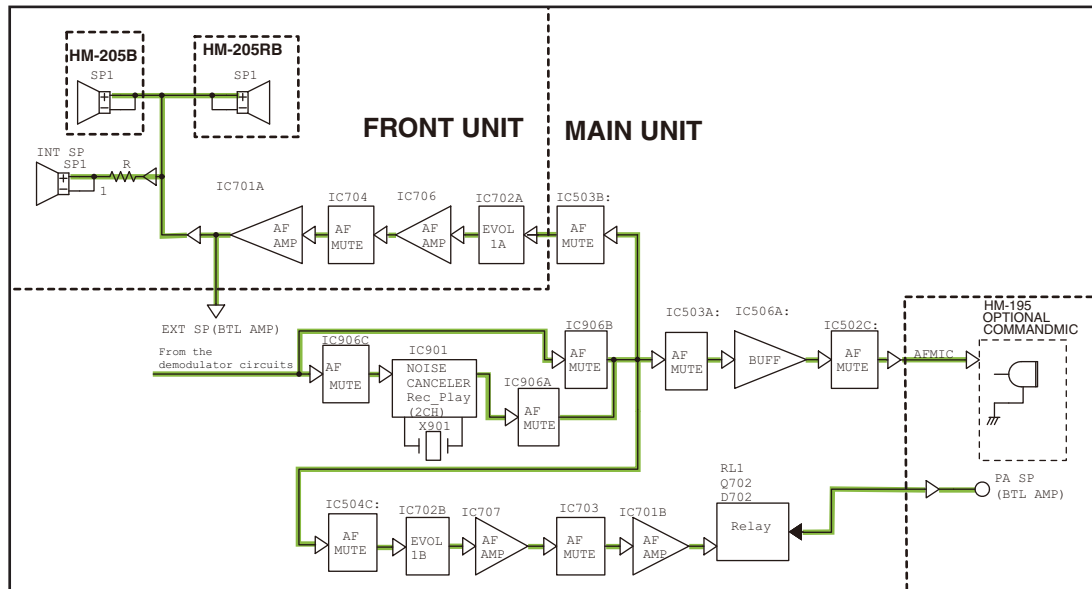 HM-205B
SP1
+
−
HM-205RB
SP1
+
−
FRONT UNIT
MAIN UNIT
INT SP
SP1
+
−
1
R
IC701A
AF
AMP
IC704
AF
MUTE
IC706
AF
AMP
IC702A
EVOL
1A
IC503B:
AF
MUTE
EXT SP(BTL AMP)
From the
demodulator circuits
IC906C
AF
MUTE
IC901
NOISE
CANCELER
Rec_Play
(2CH)
X901
IC906A
AF
MUTE
IC906B
AF
MUTE
IC503A:
AF
MUTE
IC506A:
BUFF
IC502C:
AF
MUTE
AFMIC
HM-195
OPTIONAL
COMMANDMIC
PA SP
(BTL AMP)
IC504C:
AF
MUTE
IC702B
EVOL
1B
IC707
AF
AMP
IC703
AF
MUTE
IC701B
AF
AMP
RL1
Q702
D702
Relay